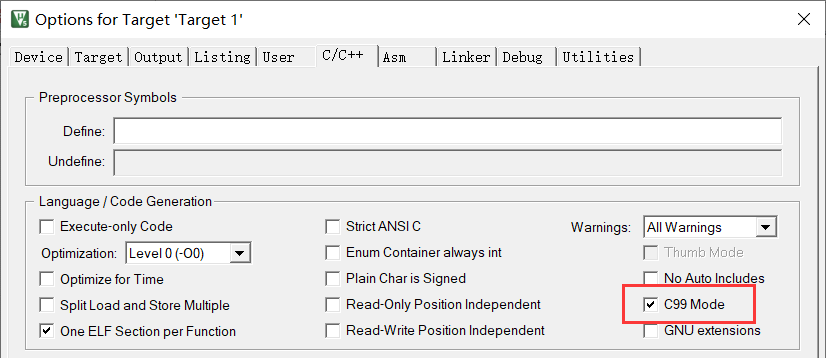 Options for Target 'Target 1'
Device Target Output Listing User C/C++ Asm Linker Debug Utilities
Preprocessor Symbols
Define:
Undefine:
Language / Code Generation
Execute-only Code Strict ANSI C Warnings: All Warnings
Optimization: Level 0 (-O0) Enum Container always int Thumb Mode
Optimize for Time Plain Char is Signed No Auto Includes
Split Load and Store Multiple Read-Only Position Independent C99 Mode
One ELF Section per Function Read-Write Position Independent GNU extensions